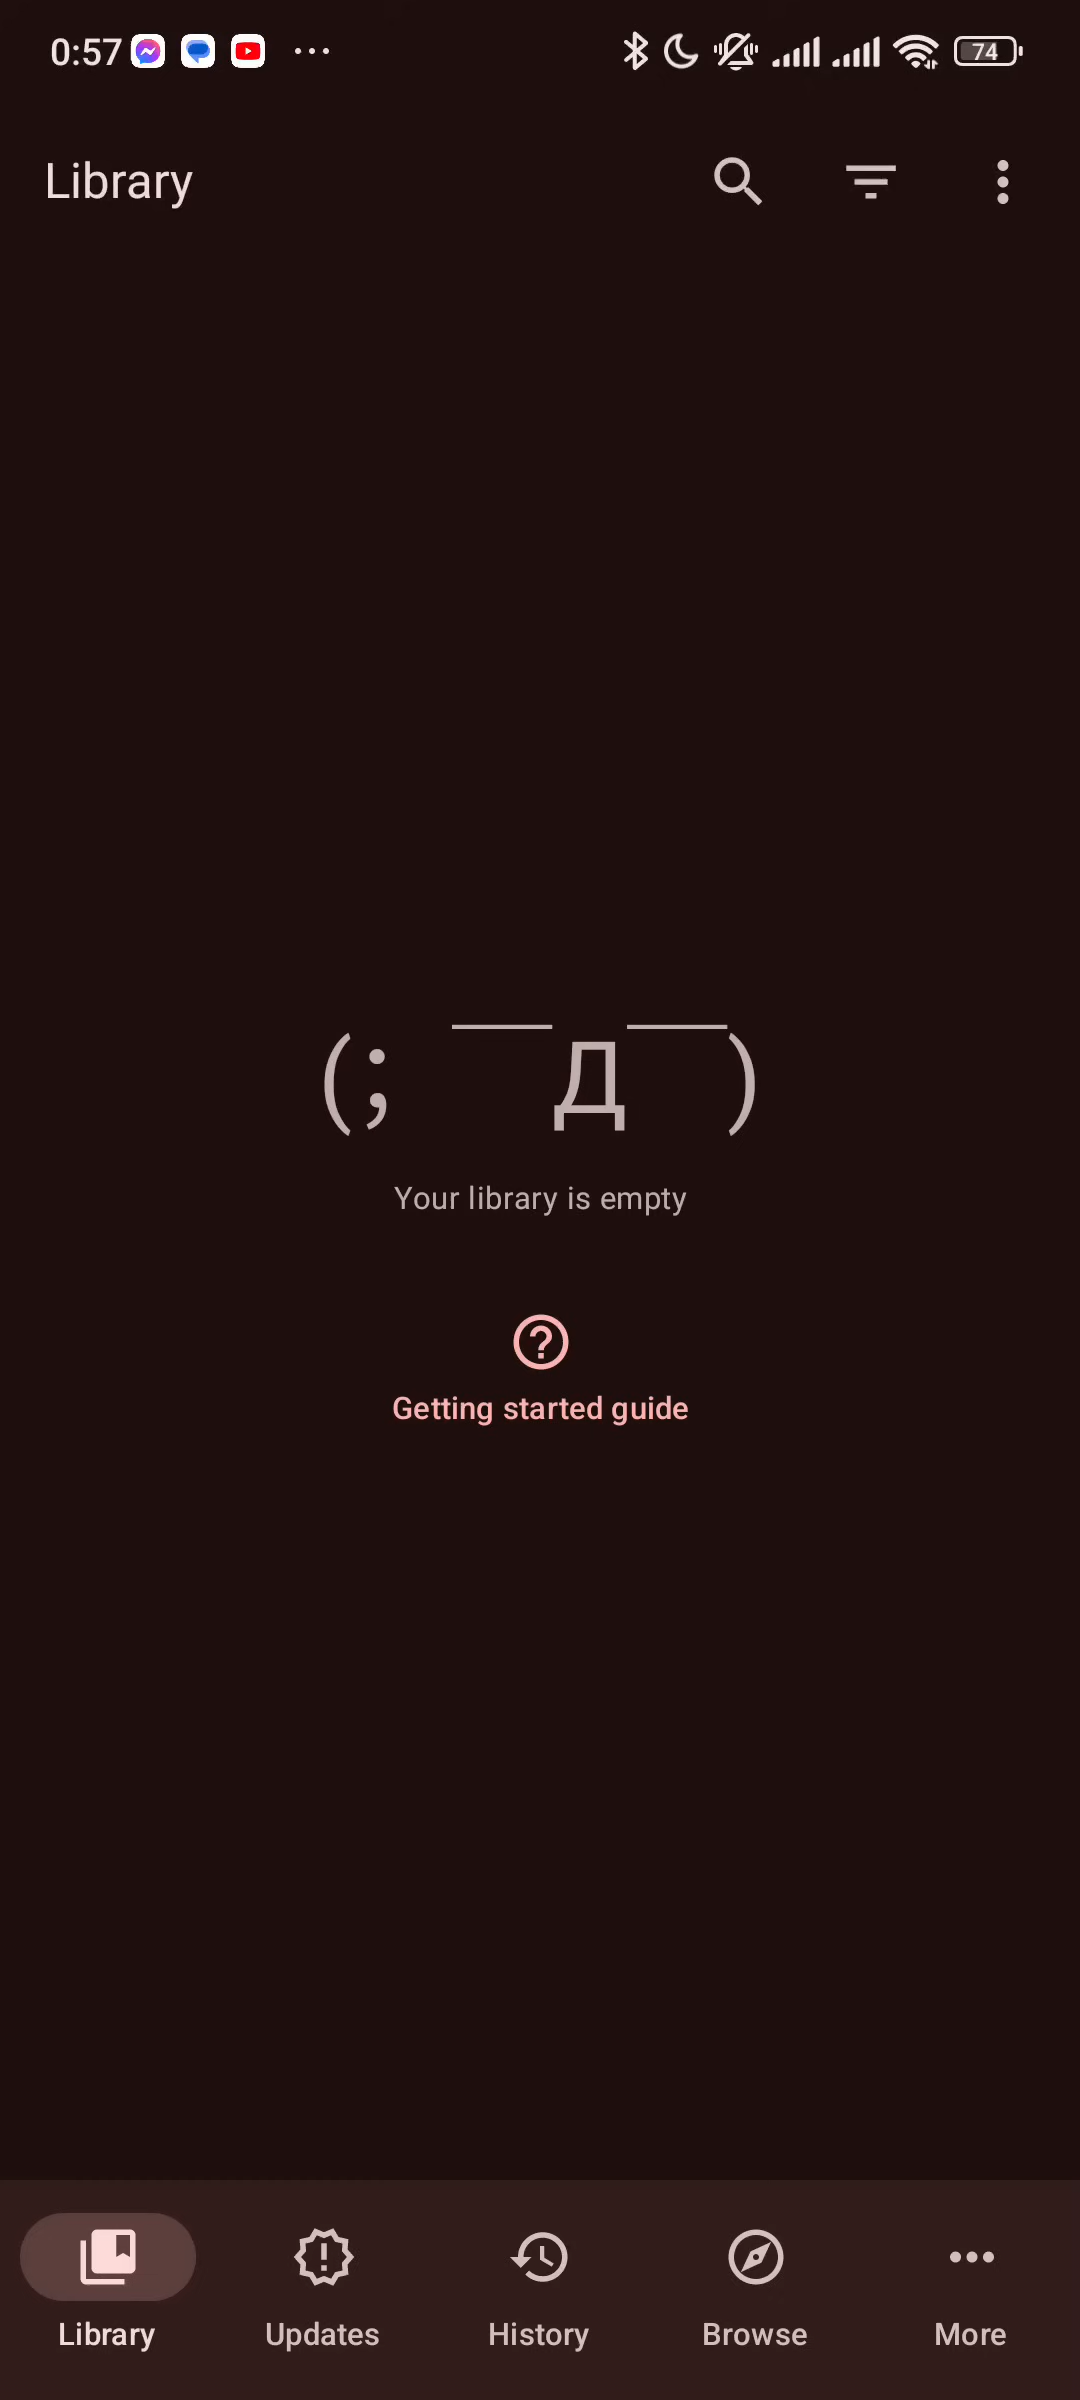 0:57
74
Library
(; ￣Д￣)
Your library is empty
Getting started guide
Library
Updates
History
Browse
More